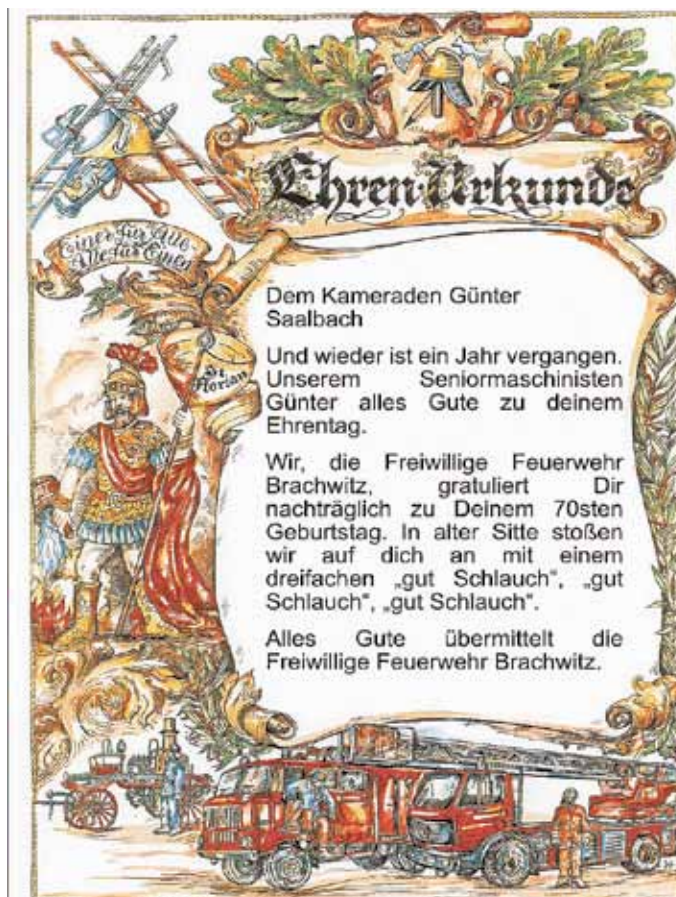 Ehren-Urkunde
Einer für Alle
Alle für Einen
St.
Florian
Dem Kameraden Günter
Saalbach
Und wieder ist ein Jahr vergangen.
Unserem Seniormaschinisten
Günter alles Gute zu deinem
Ehrentag.
Wir, die Freiwillige Feuerwehr
Brachwitz, gratuliert Dir
nachträglich zu Deinem 70sten
Geburtstag. In alter Sitte stoßen
wir auf dich an mit einem
dreifachen „gut Schlauch“, „gut
Schlauch“, „gut Schlauch“.
Alles Gute übermittelt die
Freiwillige Feuerwehr Brachwitz.